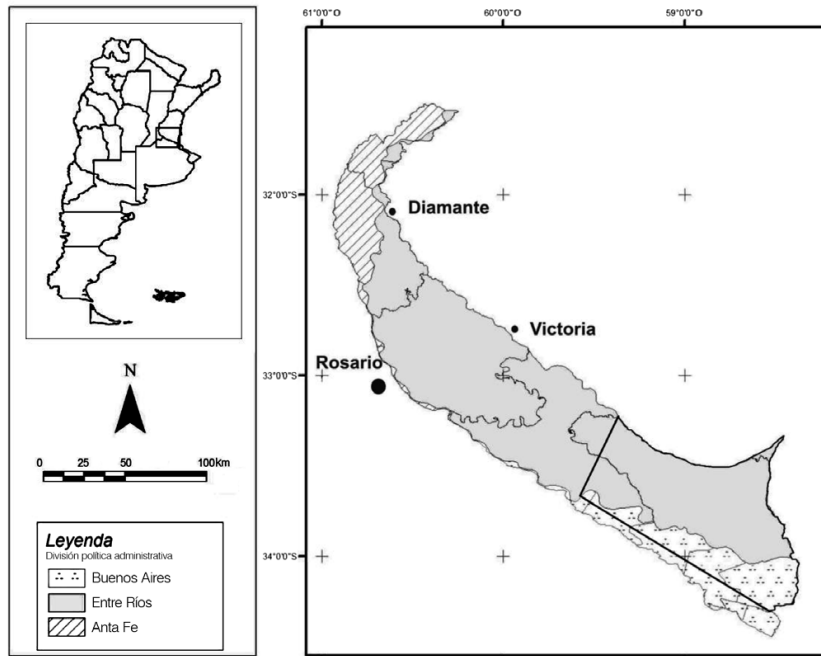 61°0'0"O 60°0'0"O 59°0'0"O
32°0'0"S
Diamante
Victoria
Rosario
33°0'0"S
34°0'0"S
N
0 25 50 100Km
Leyenda
División política administrativa
Buenos Aires
Entre Ríos
Anta Fe